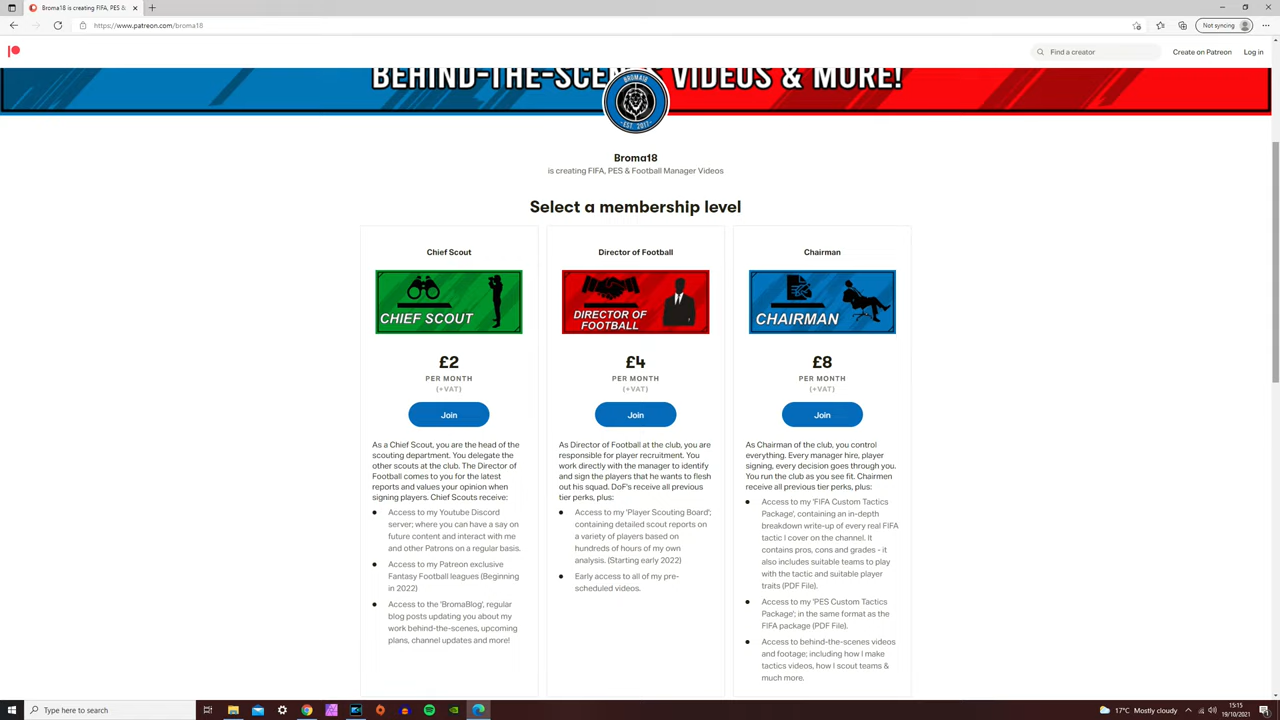 Broma18 is creating FIFA, PES &
https://www.patreon.com/broma18
Not syncing
Find a creator
Create on Patreon
Log in
BEHIND-THE-SCEN VIDEOS & MORE!
BROMA18
EST. 2017
Broma18
is creating FIFA, PES & Football Manager Videos
Select a membership level
Chief Scout
CHIEF SCOUT
£2
PER MONTH
(+VAT)
Join
As a Chief Scout, you are the head of the
scouting department. You delegate the
other scouts at the club. The Director of
Football comes to you for the latest
reports and values your opinion when
signing players. Chief Scouts receive:
Access to my Youtube Discord
server; where you can have a say on
future content and interact with me
and other Patrons on a regular basis.
Access to my Patreon exclusive
Fantasy Football leagues (Beginning
in 2022)
Access to the 'BromaBlog', regular
blog posts updating you about my
work behind-the-scenes, upcoming
plans, channel updates and more!
Director of Football
DIRECTOR OF
FOOTBALL
£4
PER MONTH
(+VAT)
Join
As Director of Football at the club, you are
responsible for player recruitment. You
work directly with the manager to identify
and sign the players that he wants to flesh
out his squad. DoF's receive all previous
tier perks, plus:
Access to my 'Player Scouting Board';
containing detailed scout reports on
a variety of players based on
hundreds of hours of my own
analysis. (Starting early 2022)
Early access to all of my pre-
scheduled videos.
Chairman
CHAIRMAN
£8
PER MONTH
(+VAT)
Join
As Chairman of the club, you control
everything. Every manager hire, player
signing, every decision goes through you.
You run the club as you see fit. Chairmen
receive all previous tier perks, plus:
Access to my 'FIFA Custom Tactics
Package', containing an in-depth
breakdown write-up of every real FIFA
tactic I cover on the channel. It
contains pros, cons and grades - it
also includes suitable teams to play
with the tactic and suitable player
traits (PDF File).
Access to my 'PES Custom Tactics
Package'; in the same format as the
FIFA package (PDF File).
Access to behind-the-scenes videos
and footage; including how I make
tactics videos, how I scout teams &
much more.
Type here to search
17°C Mostly cloudy
15:15
19/10/2021